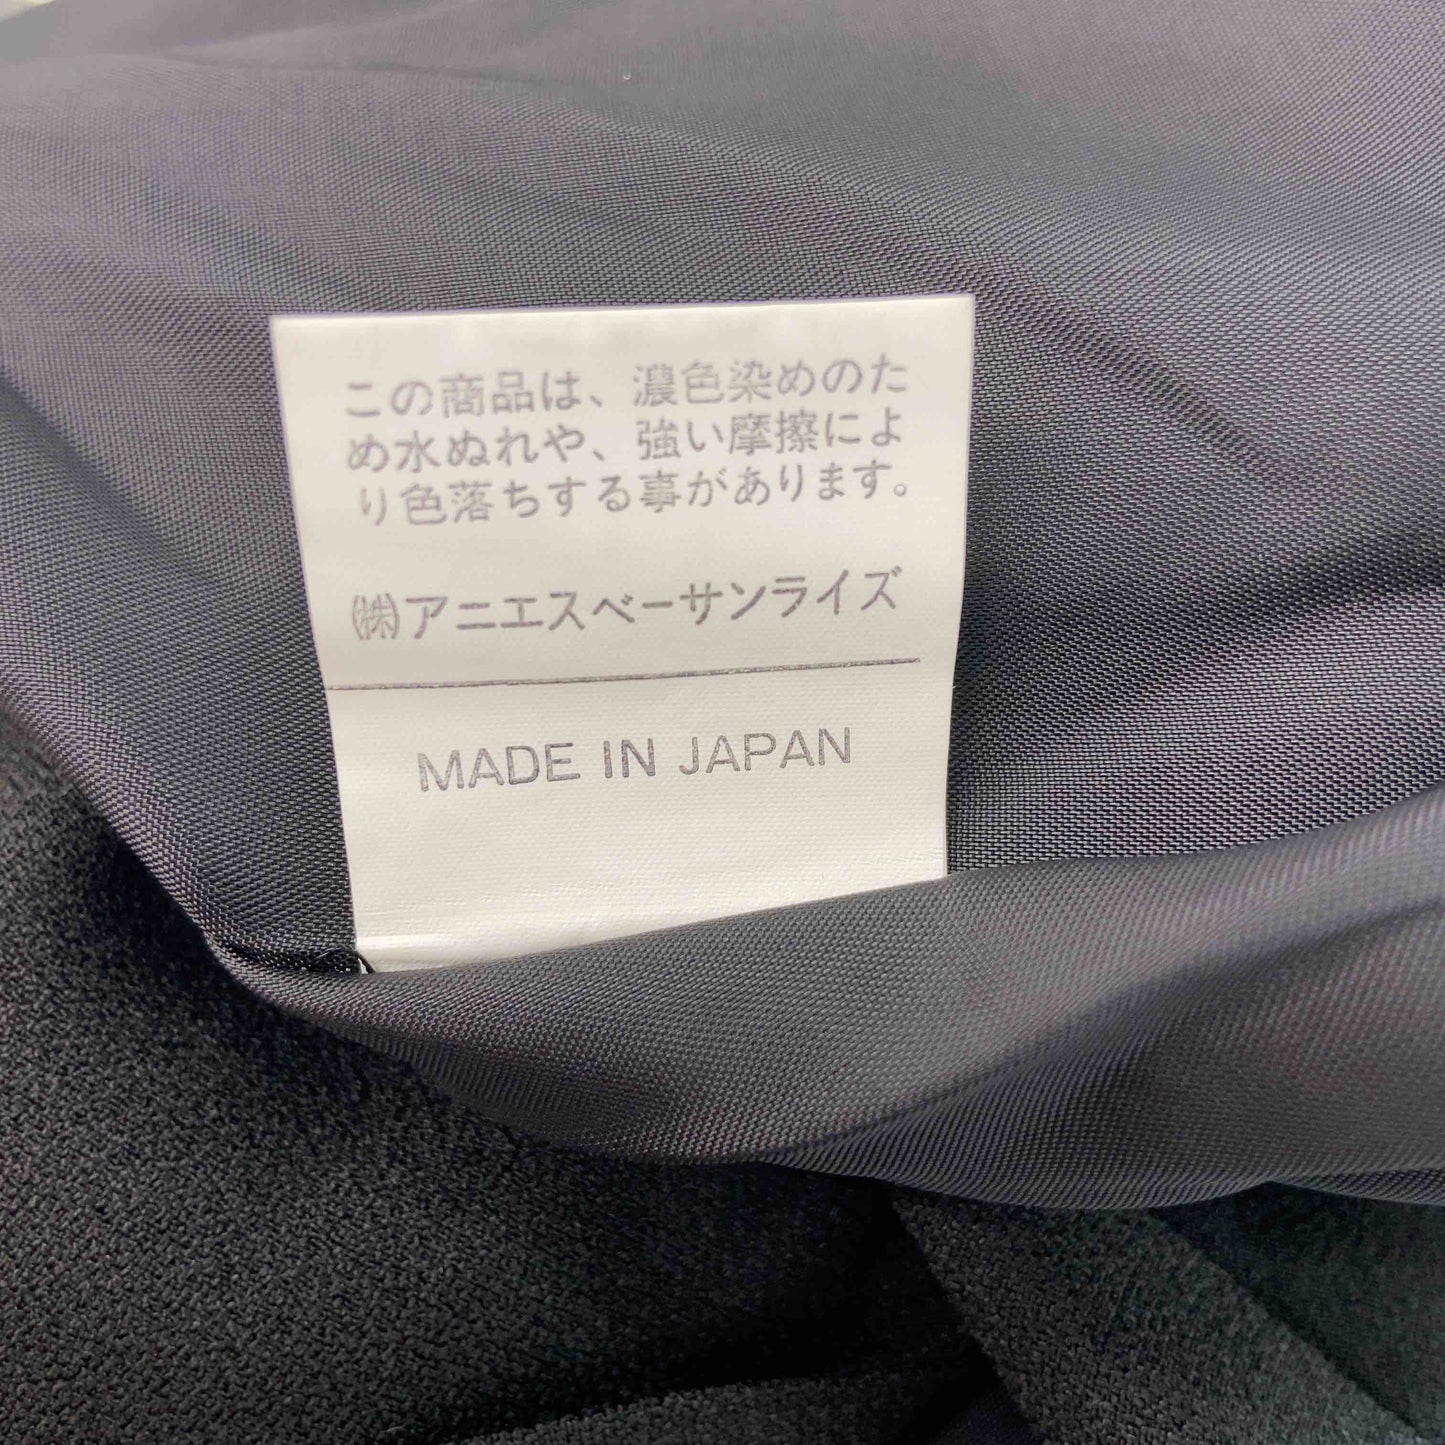 この商品は、濃色染めのた
め水ぬれや、強い摩擦によ
り色落ちする事があります。
㈱アニエスベーサンライズ
MADE IN JAPAN